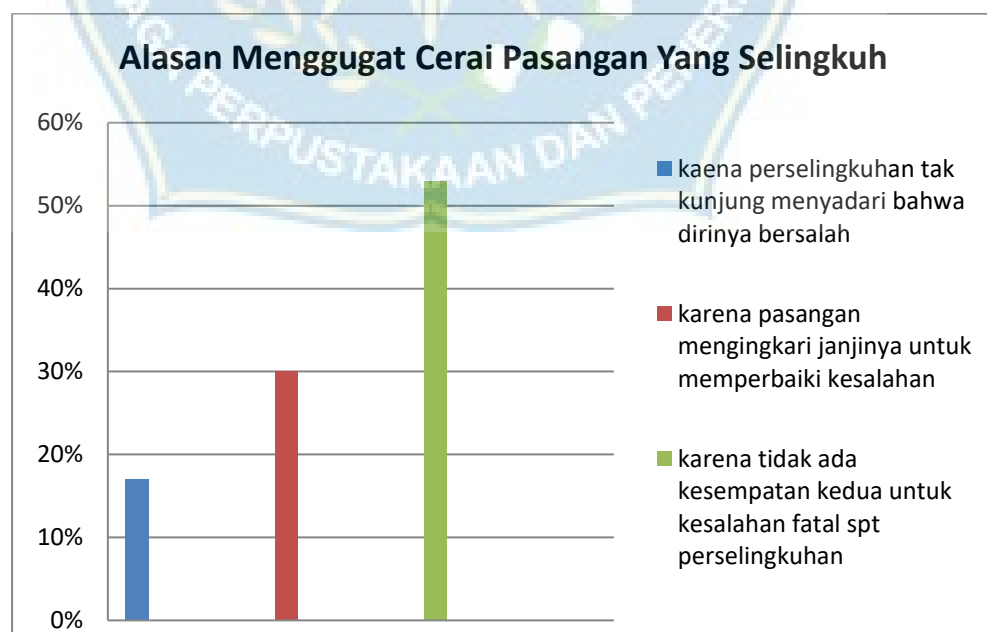 Alasan Menggugat Cerai Pasangan Yang Selingkuh
60%
50%
40%
30%
20%
10%
0%
kaena perselingkuhan tak
kunjung menyadari bahwa
dirinya bersalah
karena pasangan
mengingkari janjinya untuk
memperbaiki kesalahan
karena tidak ada
kesempatan kedua untuk
kesalahan fatal spt
perselingkuhan
PERPUSTAKAAN DAN